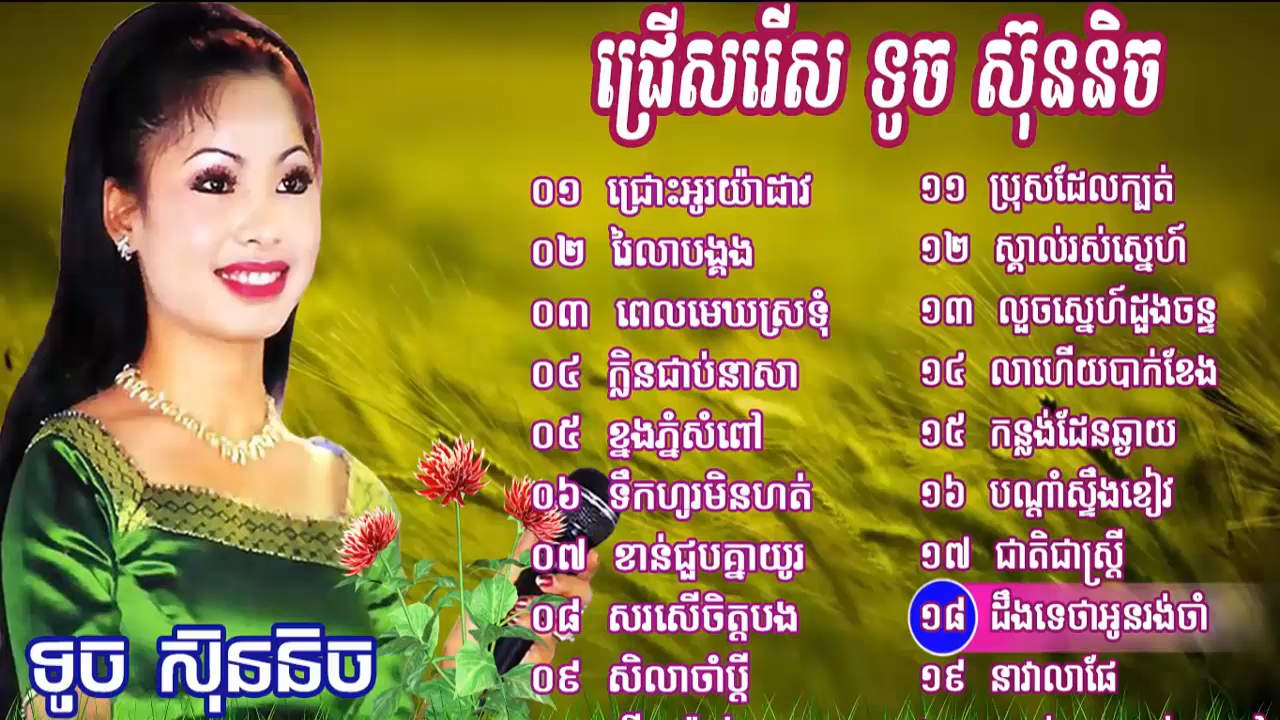 ជ្រើសរើស ទូច ស៊ុននិច
០១ ជ្រោះអូរយ៉ាដាវ
០២ រៃលាបង្គង
០៣ ពេលមេឃស្រទុំ
០៤ ក្លិនជាប់នាសា
០៥ ខ្នងភ្នំសំពៅ
០៦ ទឹកហូរមិនហត់
០៧ ខាន់ជួបគ្នាយូរ
០៨ សរសើចិត្តបង
០៩ សិលាចាំប្តី
១១ ប្រុសដែលក្បត់
១២ ស្គាល់រស់ស្នេហ៍
១៣ លួចស្នេហ៍ដួងចន្ទ
១៤ លាហើយបាក់ខែង
១៥ កន្លង់ដែនឆ្ងាយ
១៦ បណ្តាំស្ទឹងខៀវ
១៧ ជាតិជាស្ត្រី
១៨ ដឹងទេថាអូនរង់ចាំ
១៩ នាវាលាផែ
ទូច ស៊ុននិច